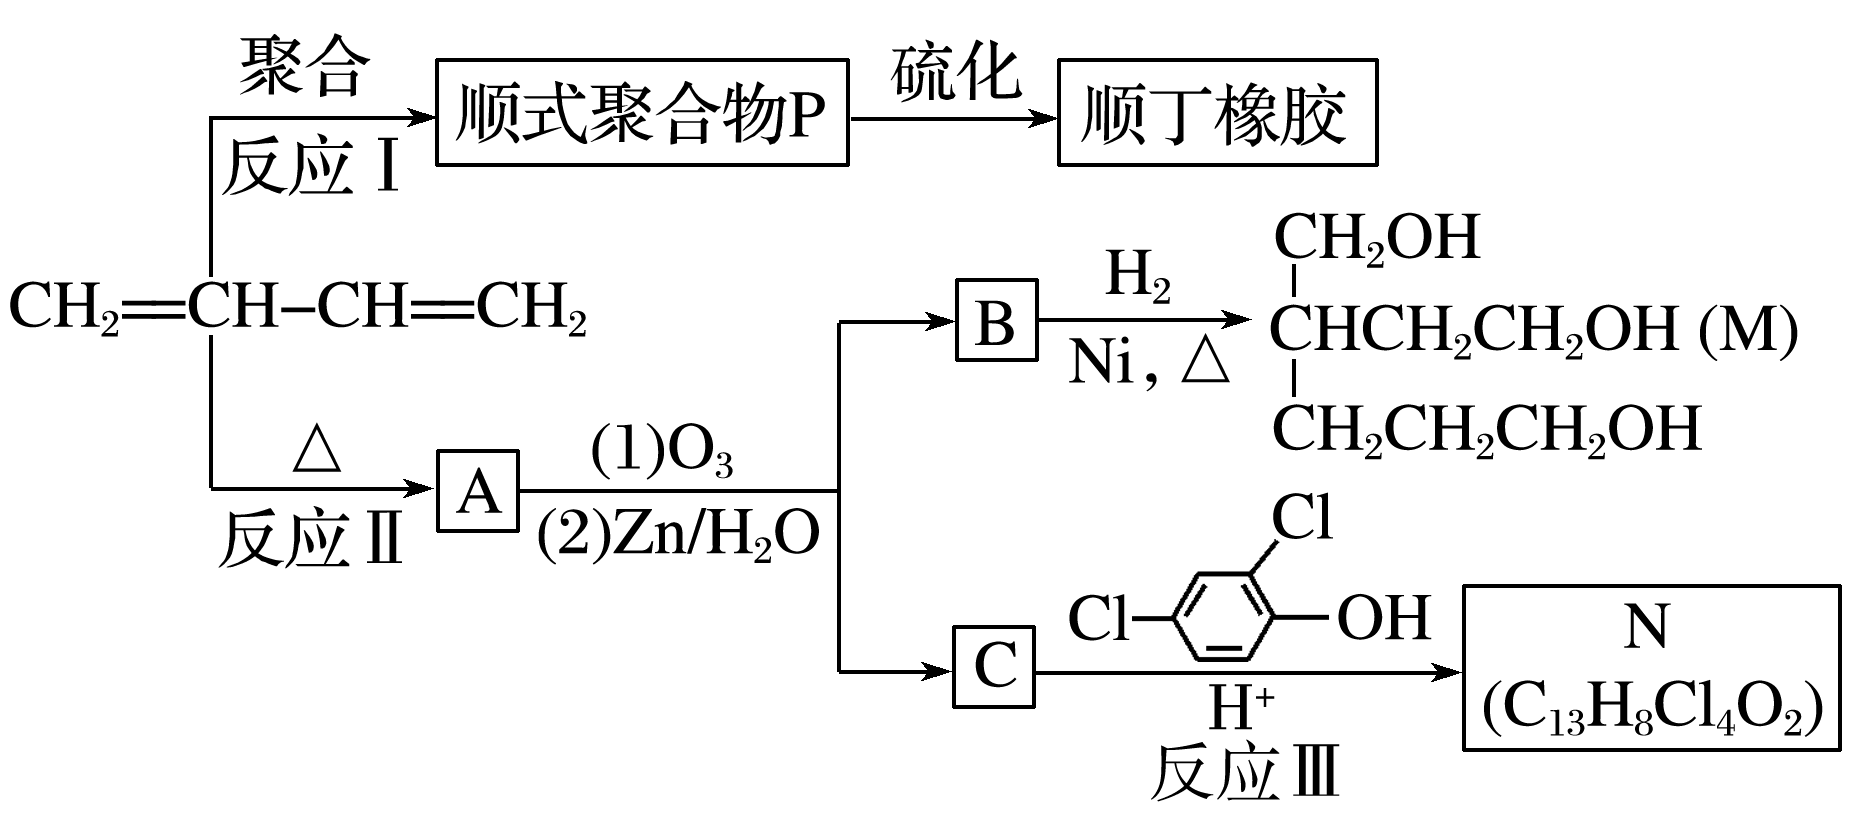 聚合
反应Ⅰ
顺式聚合物P
硫化
顺丁橡胶
CH₂=CH-CH=CH₂
△
反应Ⅱ
A
(1)O₃
(2)Zn/H₂O
B
H₂
Ni, △
CH₂OH
CHCH₂CH₂OH (M)
CH₂CH₂CH₂OH
C
Cl
Cl
OH
H⁺
反应Ⅲ
N
(C₁₃H₈Cl₄O₂)